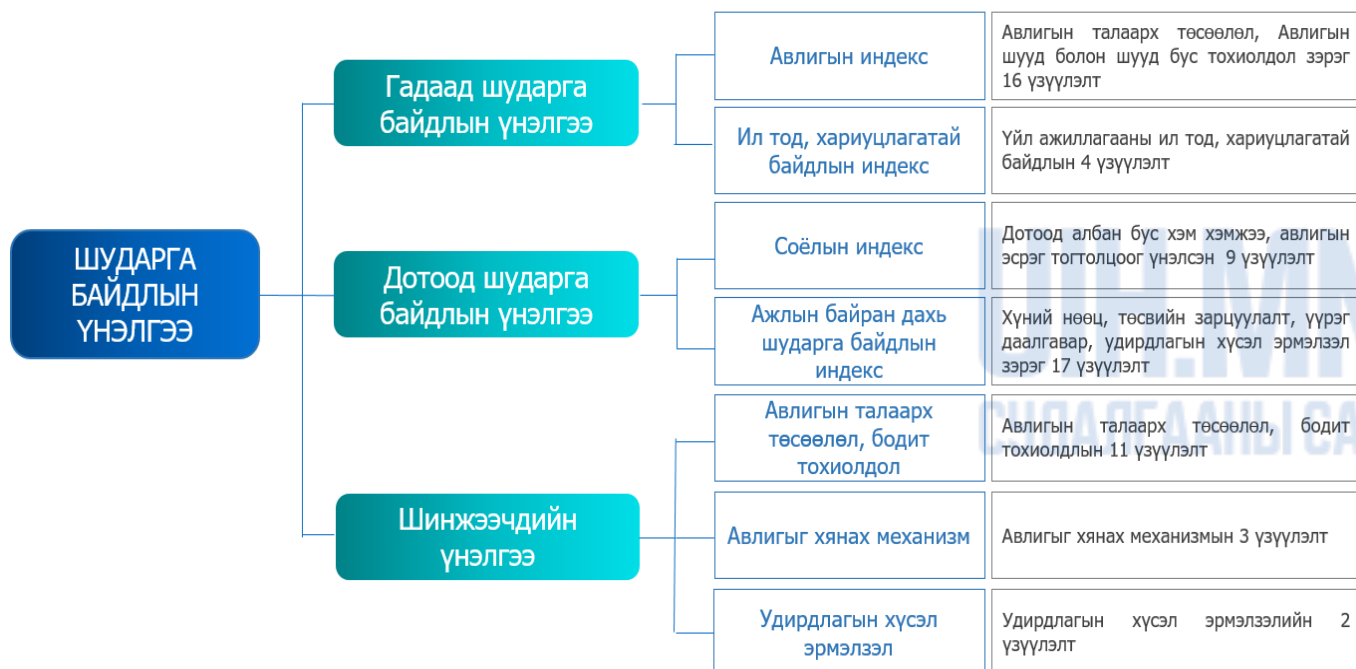 ШУДАРГА
БАЙДЛЫН
ҮНЭЛГЭЭ
Гадаад шударга
байдлын үнэлгээ
Авлигын индекс
Авлигын талаарх төсөөлөл, Авлигын
шууд болон шууд бус тохиолдол зэрэг
16 үзүүлэлт
Ил тод, хариуцлагатай
байдлын индекс
Үйл ажиллагааны ил тод, хариуцлагатай
байдлын 4 үзүүлэлт
Дотоод шударга
байдлын үнэлгээ
Соёлын индекс
Дотоод албан бус хэм хэмжээ, авлигын
эсрэг тогтолцоог үнэлсэн 9 үзүүлэлт
Ажлын байран дахь
шударга байдлын
индекс
Хүний нөөц, төсвийн зарцуулалт, үүрэг
даалгавар, удирдлагын хүсэл эрмэлзэл
зэрэг 17 үзүүлэлт
Шинжээчдийн
үнэлгээ
Авлигын талаарх
төсөөлөл, бодит
тохиолдол
Авлигын талаарх төсөөлөл, бодит
тохиолдлын 11 үзүүлэлт
Авлигыг хянах механизм
Авлигыг хянах механизмын 3 үзүүлэлт
Удирдлагын хүсэл
эрмэлзэл
Удирдлагын хүсэл эрмэлзэлийн 2
үзүүлэлт
UIH.MN
СУДАЛГААНЫ СА